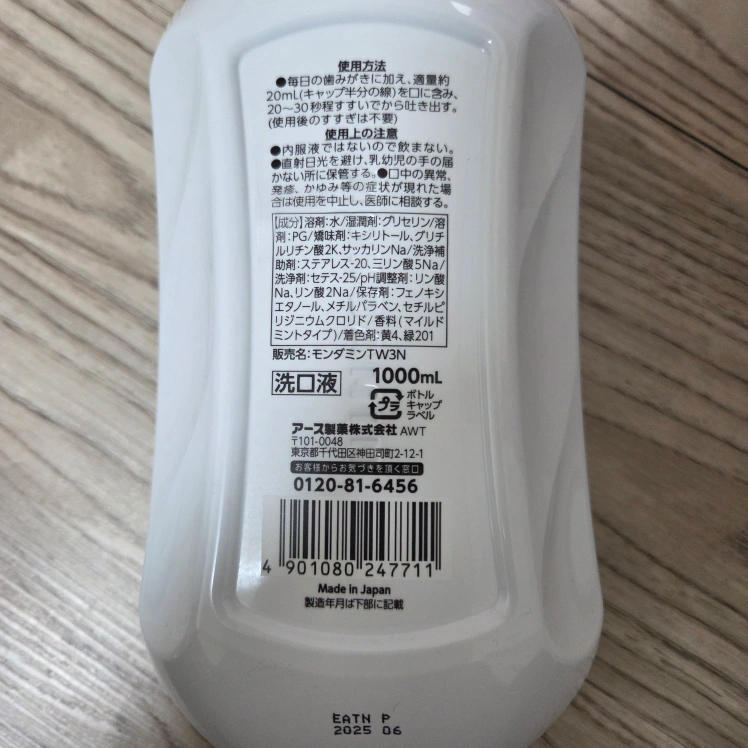 使用方法
●毎日の歯みがきに加え、適量約
20mL(キャップ半分の線)を口に含み、
20〜30秒程すすいでから吐き出す。
(使用後のすすぎは不要)
使用上の注意
●内服液ではないので飲まない。
●直射日光を避け、乳幼児の手の届
かない所に保管する。●口中の異常、
発疹、かゆみ等の症状が現れた場
合は使用を中止し、医師に相談する。
【成分】溶剤:水/湿潤剤:グリセリン/溶
剤:PG/矯味剤:キシリトール、グリチ
ルリチン酸2K、サッカリンNa/洗浄補
助剤:ステアレス-20、三リン酸5Na/
洗浄剤:セテス-25/pH調整剤:リン酸
Na、リン酸2Na/保存剤:フェノキシ
エタノール、メチルパラベン、セチルピ
リジニウムクロリド/香料(マイルド
ミントタイプ)/着色剤:黄4、緑201
販売名:モンダミンTW3N
洗口液 1000mL
プラ ボトル
キャップ
ラベル
アース製薬株式会社 AWT
〒101-0048
東京都千代田区神田司町2-12-1
お客様からお気づきを頂く窓口
0120-81-6456
4 901080 247711
Made in Japan
製造年月は下部に記載
EATN P
2025 06